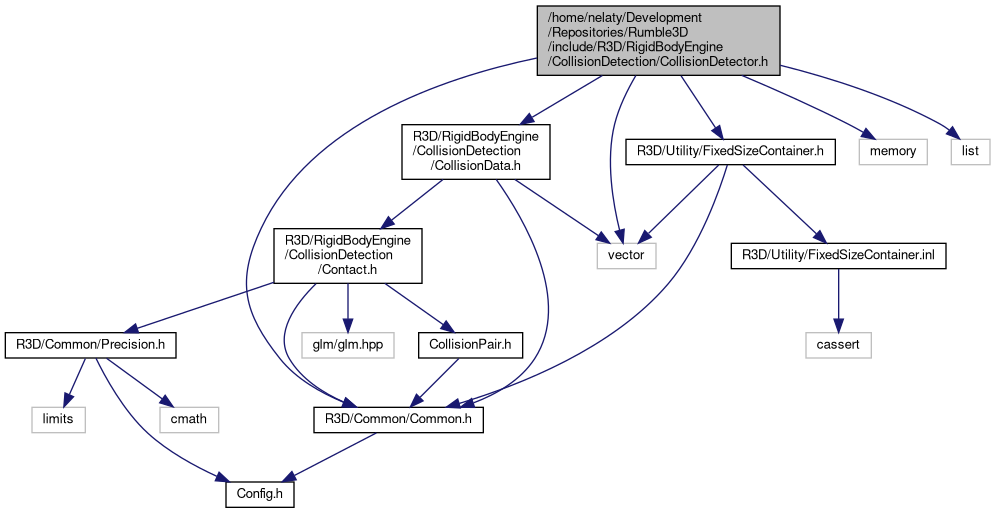 /home/nelaty/Development
/Repositories/Rumble3D
/include/R3D/RigidBodyEngine
/CollisionDetection/CollisionDetector.h
R3D/RigidBodyEngine
/CollisionDetection
/CollisionData.h
R3D/Utility/FixedSizeContainer.h
memory
list
R3D/RigidBodyEngine
/CollisionDetection
/Contact.h
vector
R3D/Utility/FixedSizeContainer.inl
R3D/Common/Precision.h
glm/glm.hpp
CollisionPair.h
cassert
limits
cmath
R3D/Common/Common.h
Config.h